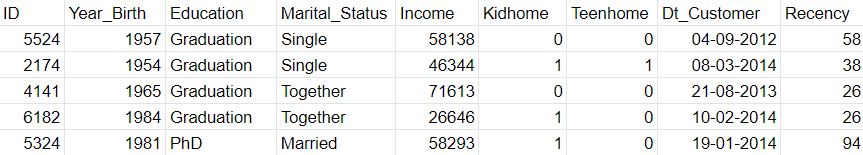 ID Year_Birth Education Marital_Status Income Kidhome Teenhome Dt_Customer Recency
5524 1957 Graduation Single 58138 0 0 04-09-2012 58
2174 1954 Graduation Single 46344 1 1 08-03-2014 38
4141 1965 Graduation Together 71613 0 0 21-08-2013 26
6182 1984 Graduation Together 26646 1 0 10-02-2014 26
5324 1981 PhD Married 58293 1 0 19-01-2014 94